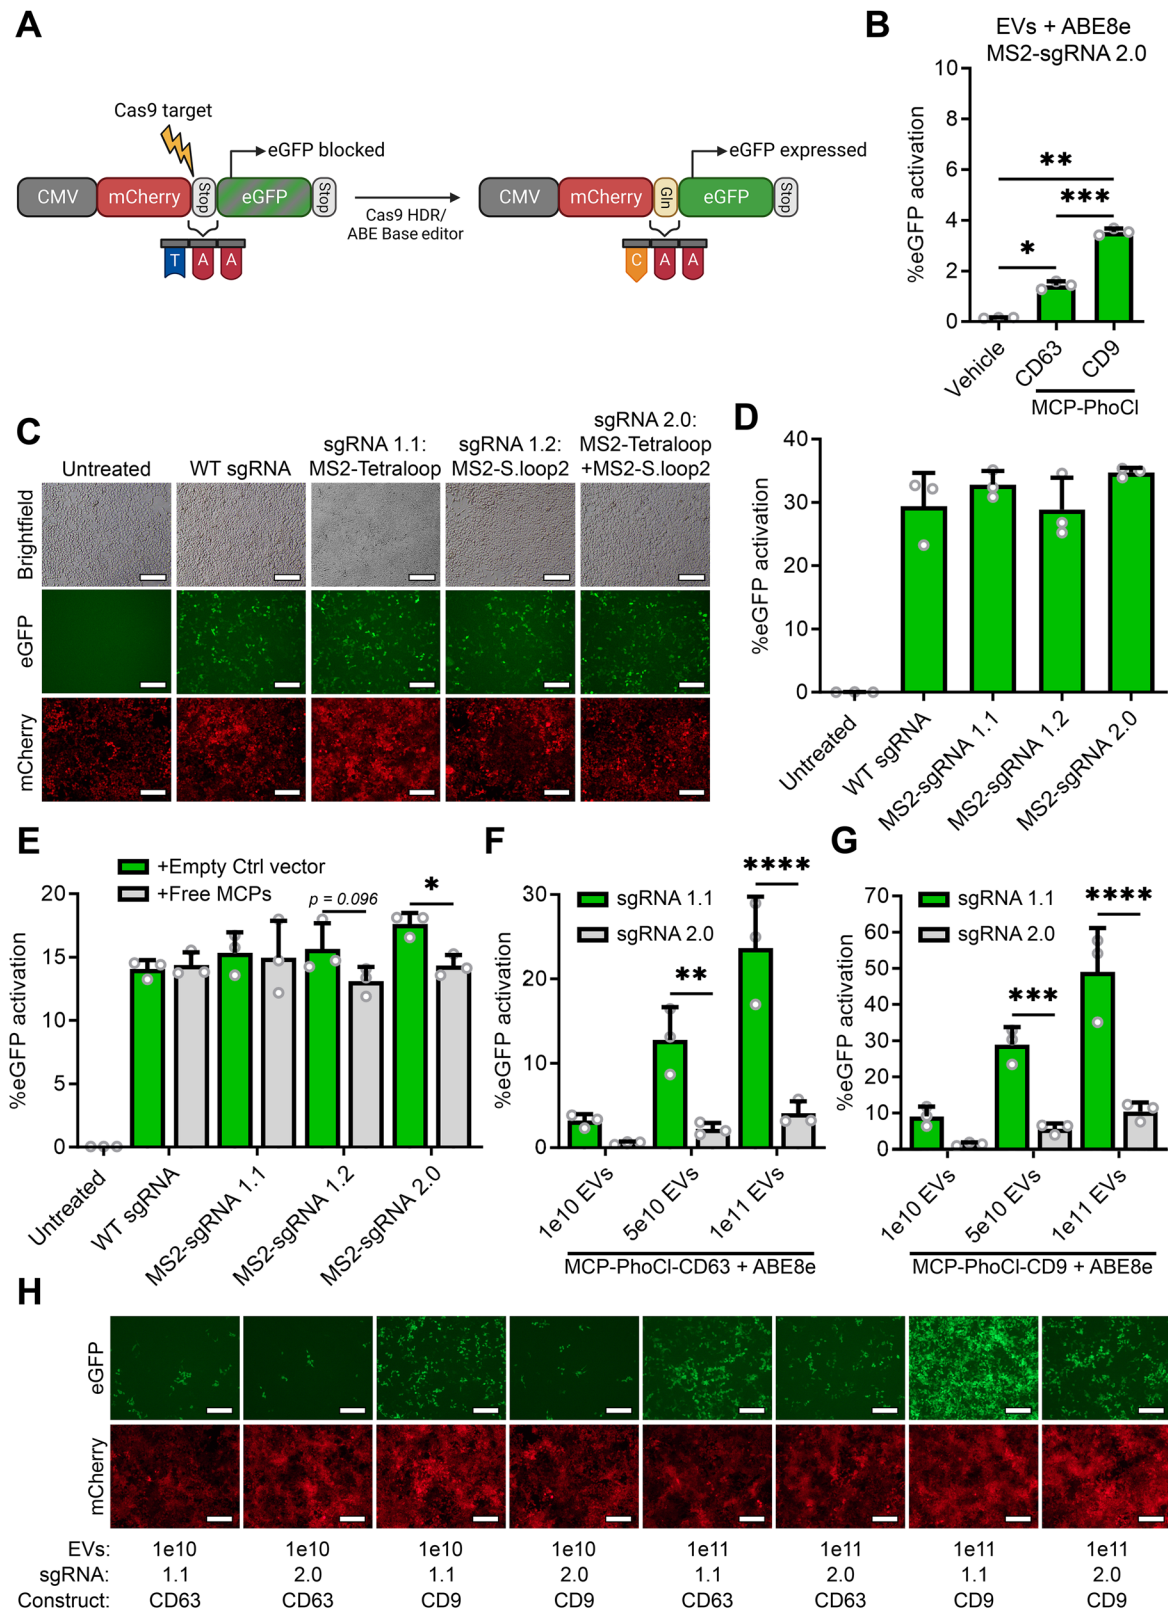 A
Cas9 target
eGFP blocked
CMV
mCherry
Stop
eGFP
Stop
T
A
A
Cas9 HDR/
ABE Base editor
eGFP expressed
CMV
mCherry
Gln
eGFP
Stop
C
A
A
B
EVs + ABE8e
MS2-sgRNA 2.0
%eGFP activation
10
8
6
4
2
0
**
***
*
Vehicle
CD63
CD9
MCP-PhoCl
C
Untreated
WT sgRNA
sgRNA 1.1:
MS2-Tetraloop
sgRNA 1.2:
MS2-S.loop2
sgRNA 2.0:
MS2-Tetraloop
+MS2-S.loop2
Brightfield
eGFP
mCherry
D
%eGFP activation
40
30
20
10
0
Untreated
WT sgRNA
MS2-sgRNA 1.1
MS2-sgRNA 1.2
MS2-sgRNA 2.0
E
+Empty Ctrl vector
+Free MCPs
%eGFP activation
20
15
10
5
0
p = 0.096
*
Untreated
WT sgRNA
MS2-sgRNA 1.1
MS2-sgRNA 1.2
MS2-sgRNA 2.0
F
sgRNA 1.1
sgRNA 2.0
%eGFP activation
30
20
10
0
**
****
1e10 EVs
5e10 EVs
1e11 EVs
MCP-PhoCl-CD63 + ABE8e
G
sgRNA 1.1
sgRNA 2.0
%eGFP activation
70
60
50
40
30
20
10
0
***
****
1e10 EVs
5e10 EVs
1e11 EVs
MCP-PhoCl-CD9 + ABE8e
H
eGFP
mCherry
EVs: 1e10 1e10 1e10 1e10 1e11 1e11 1e11 1e11
sgRNA: 1.1 2.0 1.1 2.0 1.1 2.0 1.1 2.0
Construct: CD63 CD63 CD9 CD9 CD63 CD63 CD9 CD9